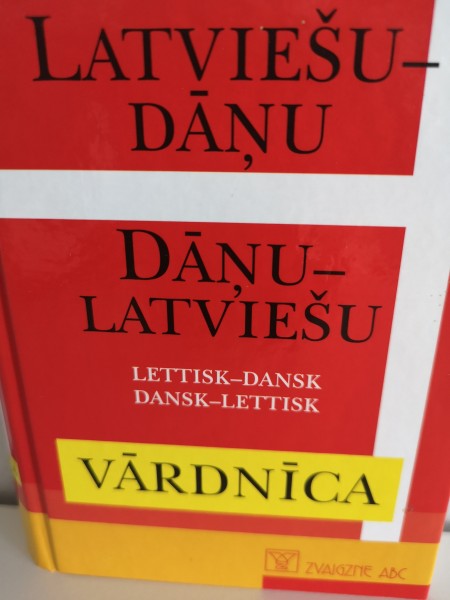 LATVIEŠU–
DĀŅU
DĀŅU–
LATVIEŠU
LETTISK–DANSK
DANSK–LETTISK
VĀRDNĪCA
ZVAIGZNE ABC